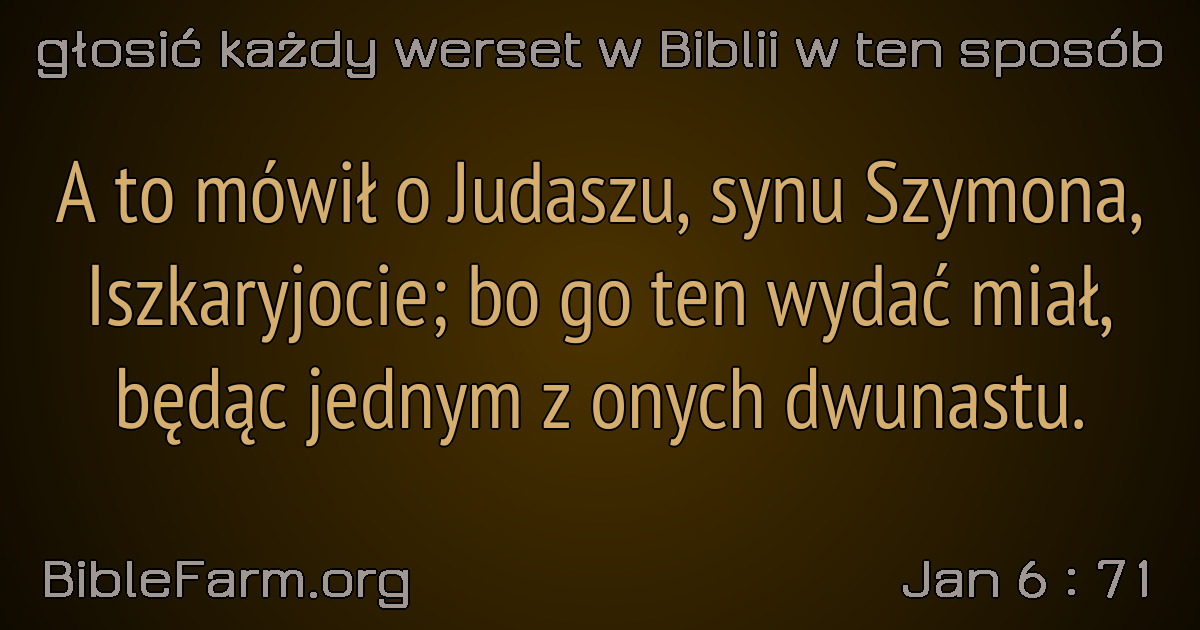 głosić każdy werset w Biblii w ten sposób
A to mówił o Judaszu, synu Szymona,
Iszkaryjocie; bo go ten wydać miał,
będąc jednym z onych dwunastu.
BibleFarm.org
Jan 6 : 71